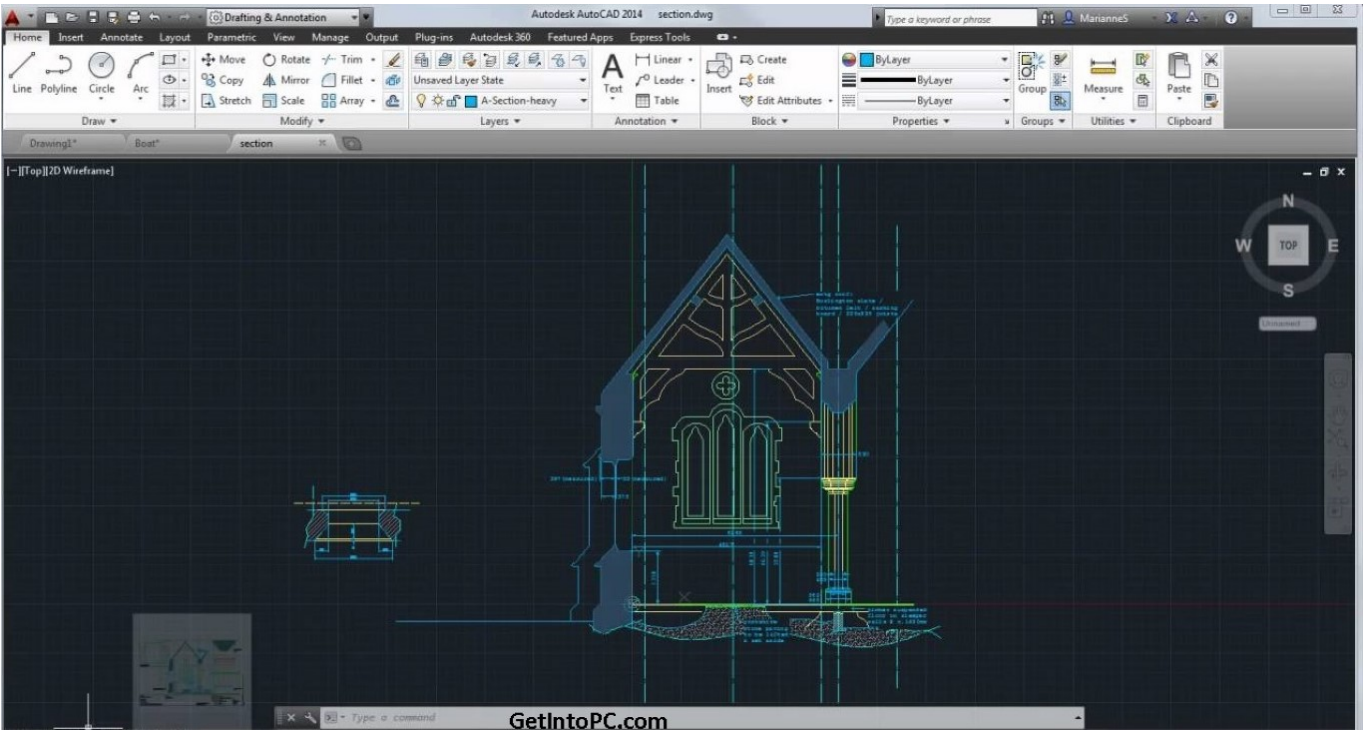 Drafting & Annotation
Autodesk AutoCAD 2014 section.dwg
Type a keyword or phrase
MarianneS
Home Insert Annotate Layout Parametric View Manage Output Plug-ins Autodesk 360 Featured Apps Express Tools
Move Rotate Trim Linear Create ByLayer
Line Polyline Circle Arc Copy Mirror Fillet Unsaved Layer State Text Leader Insert Edit ByLayer Group Measure Paste
Stretch Scale Array A-Section-heavy Table Edit Attributes ByLayer
Draw Modify Layers Annotation Block Properties Groups Utilities Clipboard
Drawing1* Boat* section
[−][Top][2D Wireframe]
N
W TOP E
S
Unnamed
Type a command
GetIntoPC.com